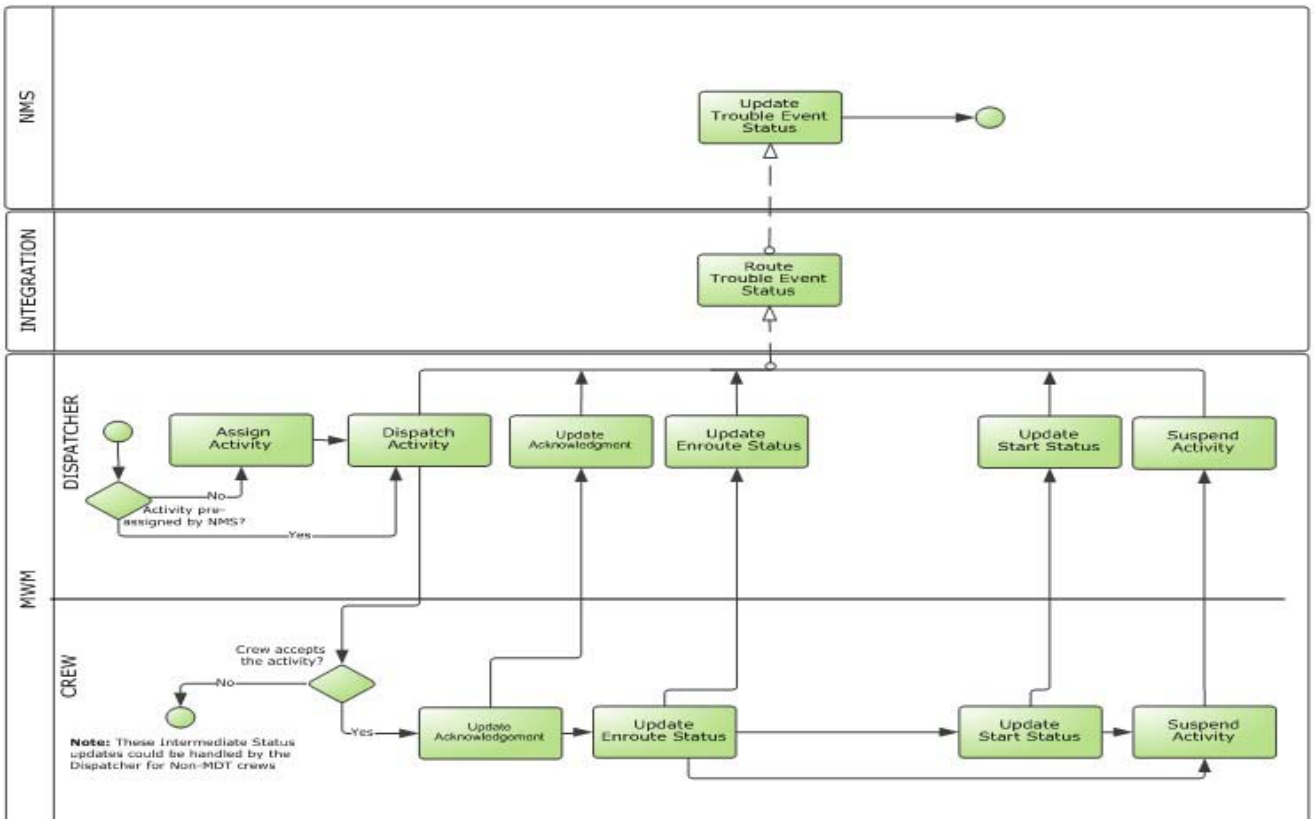 NMS
Update
Trouble Event
Status
INTEGRATION
Route
Trouble Event
Status
MWM
DISPATCHER
Assign
Activity
Dispatch
Activity
Update
Acknowledgment
Update
Enroute Status
Update
Start Status
Suspend
Activity
No
Activity pre-
assigned by NMS?
Yes
CREW
Crew accepts
the activity?
No
Yes
Update
Acknowledgement
Update
Enroute Status
Update
Start Status
Suspend
Activity
Note: These Intermediate Status
updates could be handled by the
Dispatcher for Non-MDT crews